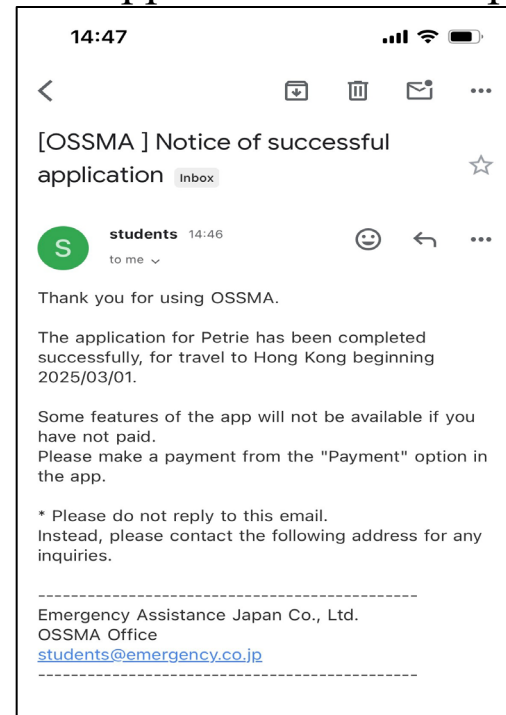 14:47
[OSSMA ] Notice of successful
application Inbox
S
students 14:46
to me
Thank you for using OSSMA.
The application for Petrie has been completed
successfully, for travel to Hong Kong beginning
2025/03/01.
Some features of the app will not be available if you
have not paid.
Please make a payment from the "Payment" option in
the app.
* Please do not reply to this email.
Instead, please contact the following address for any
inquiries.
----------------------------------------------
Emergency Assistance Japan Co., Ltd.
OSSMA Office
students@emergency.co.jp
----------------------------------------------